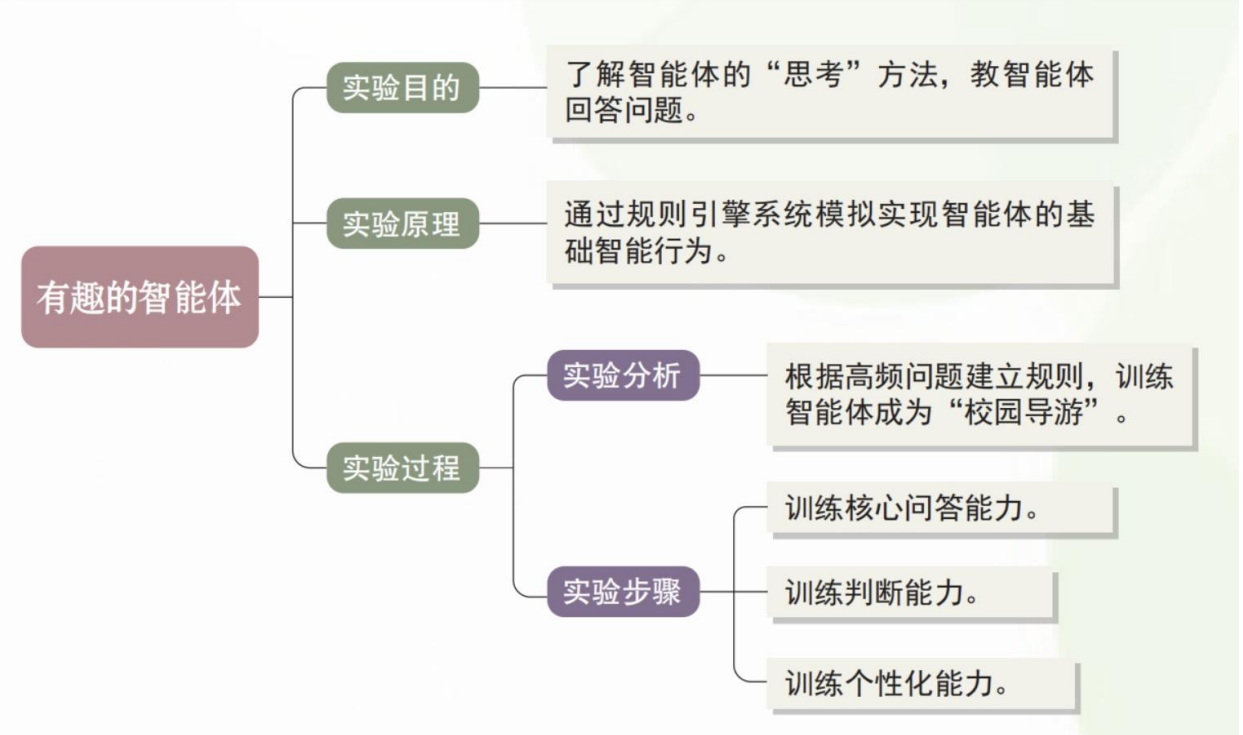 有趣的智能体
实验目的
了解智能体的“思考”方法，教智能体
回答问题。
实验原理
通过规则引擎系统模拟实现智能体的基
础智能行为。
实验过程
实验分析
根据高频问题建立规则，训练
智能体成为“校园导游”。
实验步骤
训练核心问答能力。
训练判断能力。
训练个性化能力。